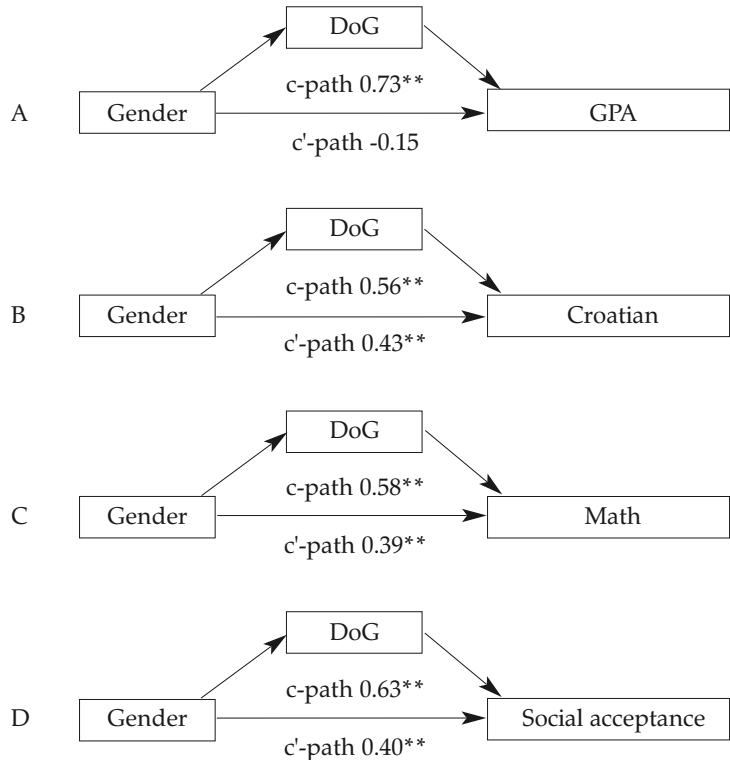 DoG
c-path 0.73**
A Gender GPA
c'-path -0.15
DoG
c-path 0.56**
B Gender Croatian
c'-path 0.43**
DoG
c-path 0.58**
C Gender Math
c'-path 0.39**
DoG
c-path 0.63**
D Gender Social acceptance
c'-path 0.40**